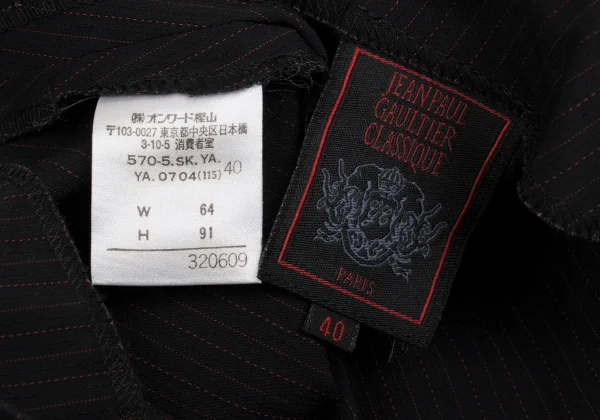 ㈱オンワード樫山
〒103-0027 東京都中央区日本橋
3-10-5 消費者室
570-5.SK.YA.
YA.0704(115) 40
W 64
H 91
320609
JEAN PAUL
GAULTIER
CLASSIQUE
PARIS
40